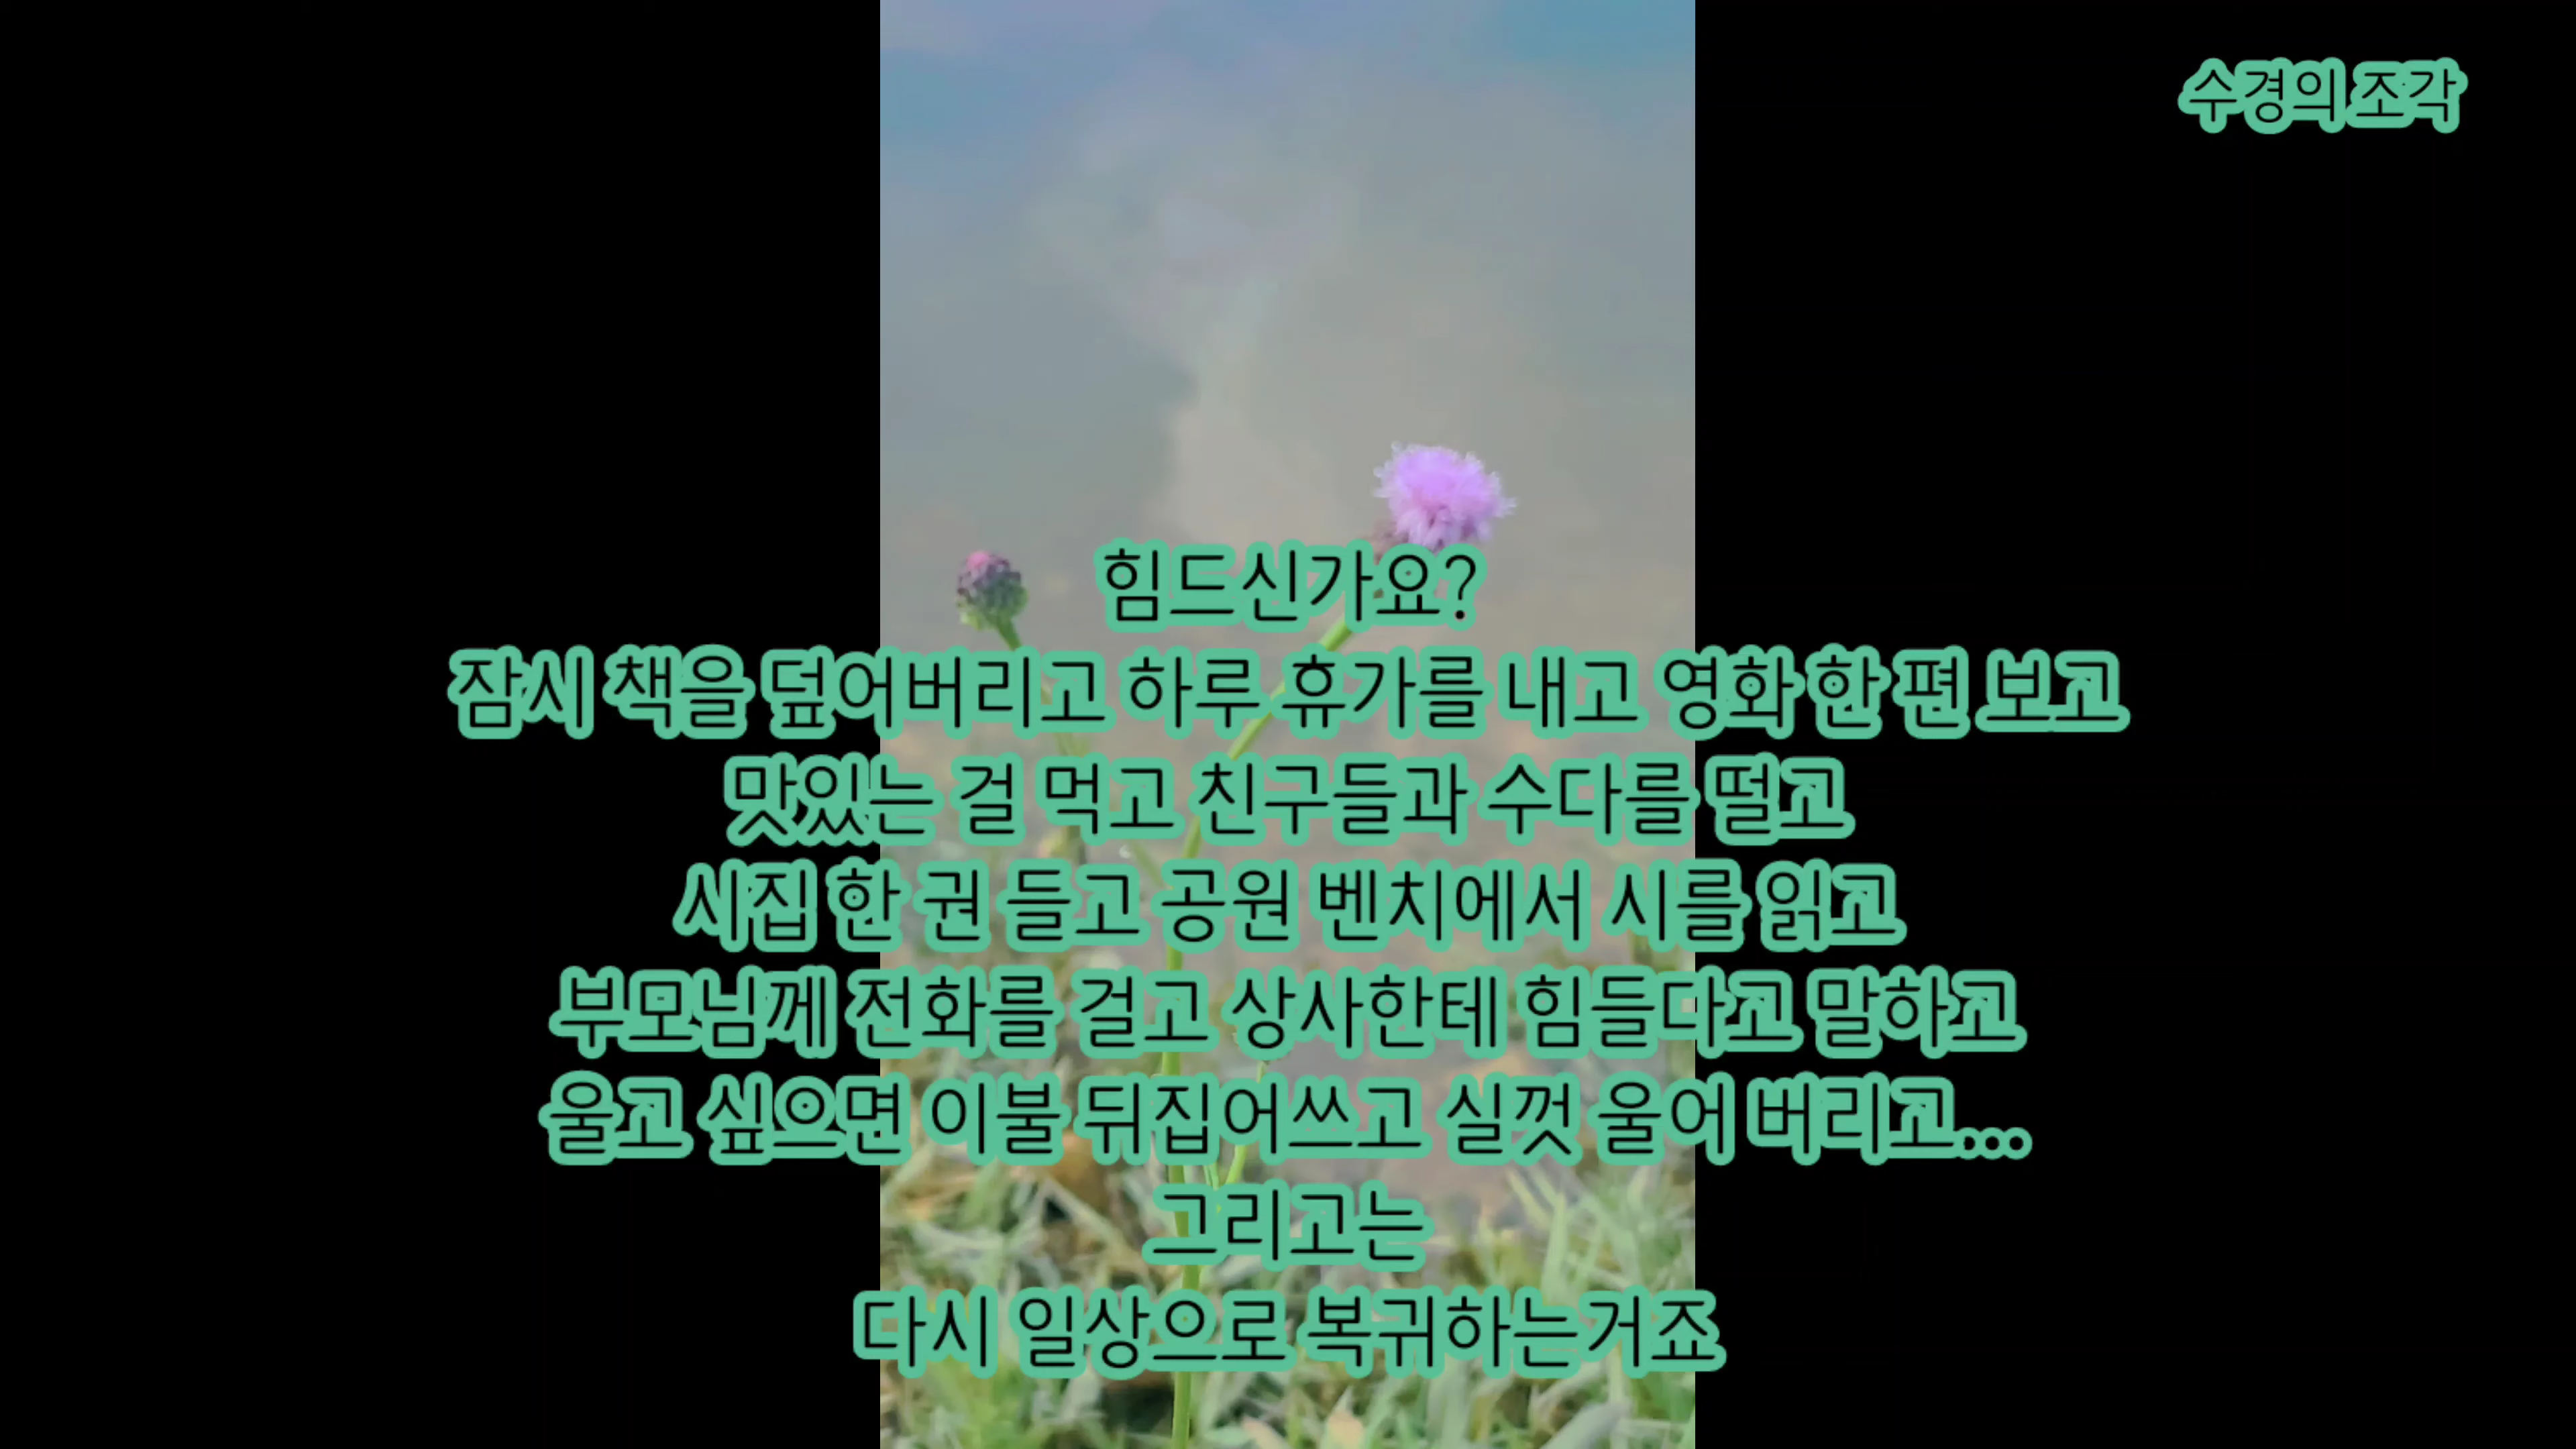 수경의 조각
힘드신가요?
잠시 책을 덮어버리고 하루 휴가를 내고 영화 한 편 보고
맛있는 걸 먹고 친구들과 수다를 떨고
시집 한 권 들고 공원 벤치에서 시를 읽고
부모님께 전화를 걸고 상사한테 힘들다고 말하고
울고 싶으면 이불 뒤집어쓰고 실컷 울어 버리고...
그리고는
다시 일상으로 복귀하는거죠